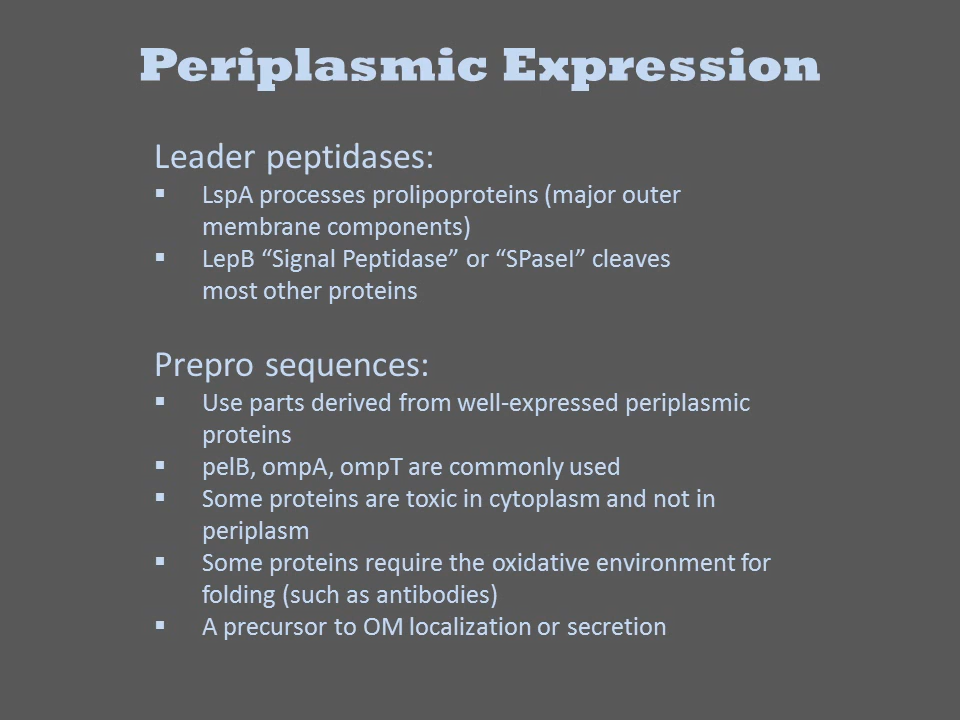 Periplasmic Expression
Leader peptidases:
▪ LspA processes prolipoproteins (major outer
membrane components)
▪ LepB “Signal Peptidase” or “SPaseI” cleaves
most other proteins
Prepro sequences:
▪ Use parts derived from well-expressed periplasmic
proteins
▪ pelB, ompA, ompT are commonly used
▪ Some proteins are toxic in cytoplasm and not in
periplasm
▪ Some proteins require the oxidative environment for
folding (such as antibodies)
▪ A precursor to OM localization or secretion